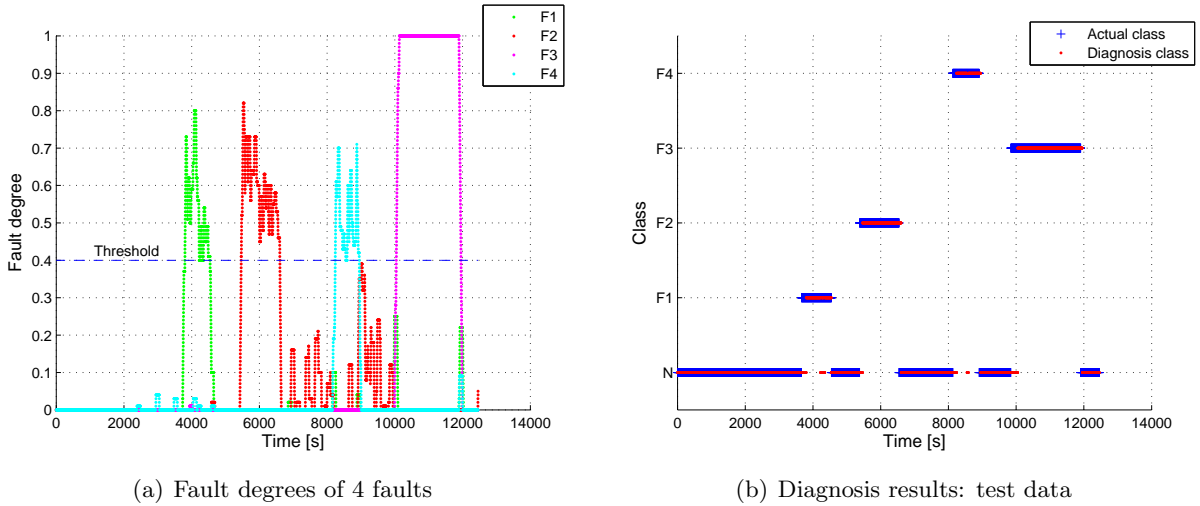 F1
F2
F3
F4
1
0.9
0.8
0.7
0.6
0.5
0.4
0.3
0.2
0.1
0
Fault degree
Threshold
0 2000 4000 6000 8000 10000 12000 14000
Time [s]
(a) Fault degrees of 4 faults
Actual class
Diagnosis class
F4
F3
F2
F1
N
Class
0 2000 4000 6000 8000 10000 12000 14000
Time [s]
(b) Diagnosis results: test data